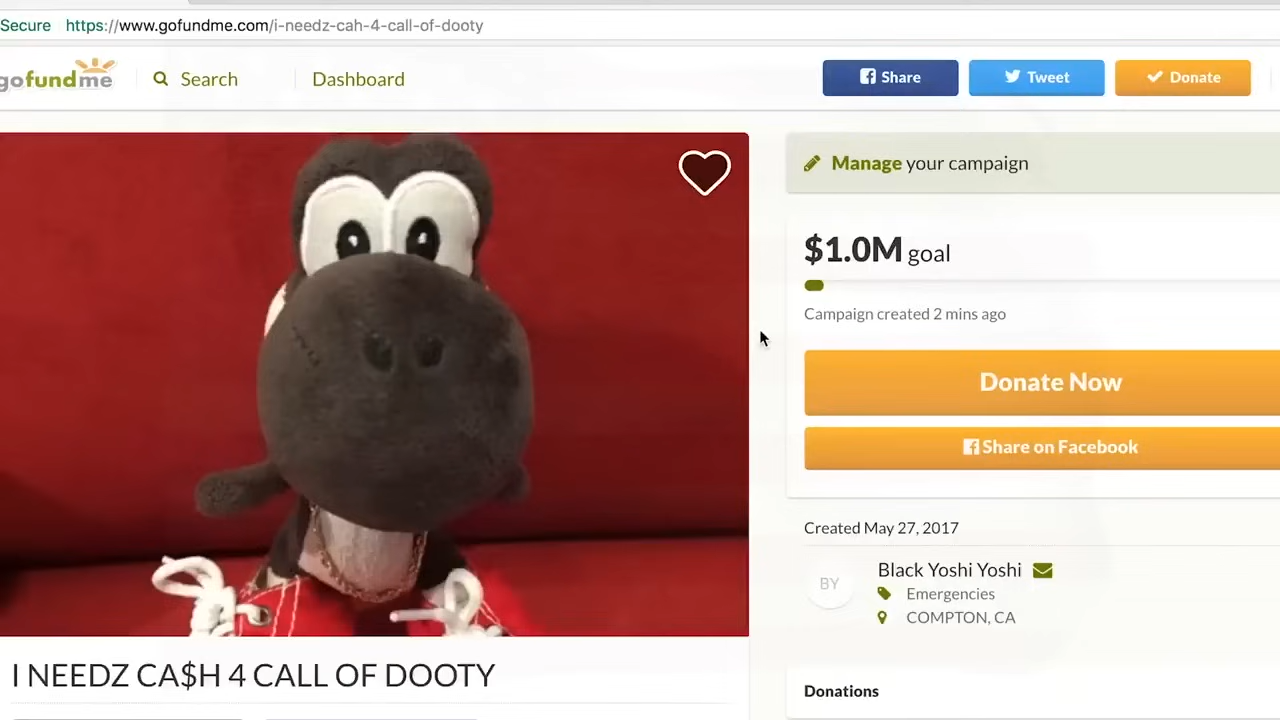 Secure https://www.gofundme.com/i-needz-cah-4-call-of-dooty
gofundme Search Dashboard Share Tweet Donate
Manage your campaign
$1.0M goal
Campaign created 2 mins ago
Donate Now
Share on Facebook
Created May 27, 2017
BY Black Yoshi Yoshi
Emergencies
COMPTON, CA
I NEEDZ CA$H 4 CALL OF DOOTY
Donations